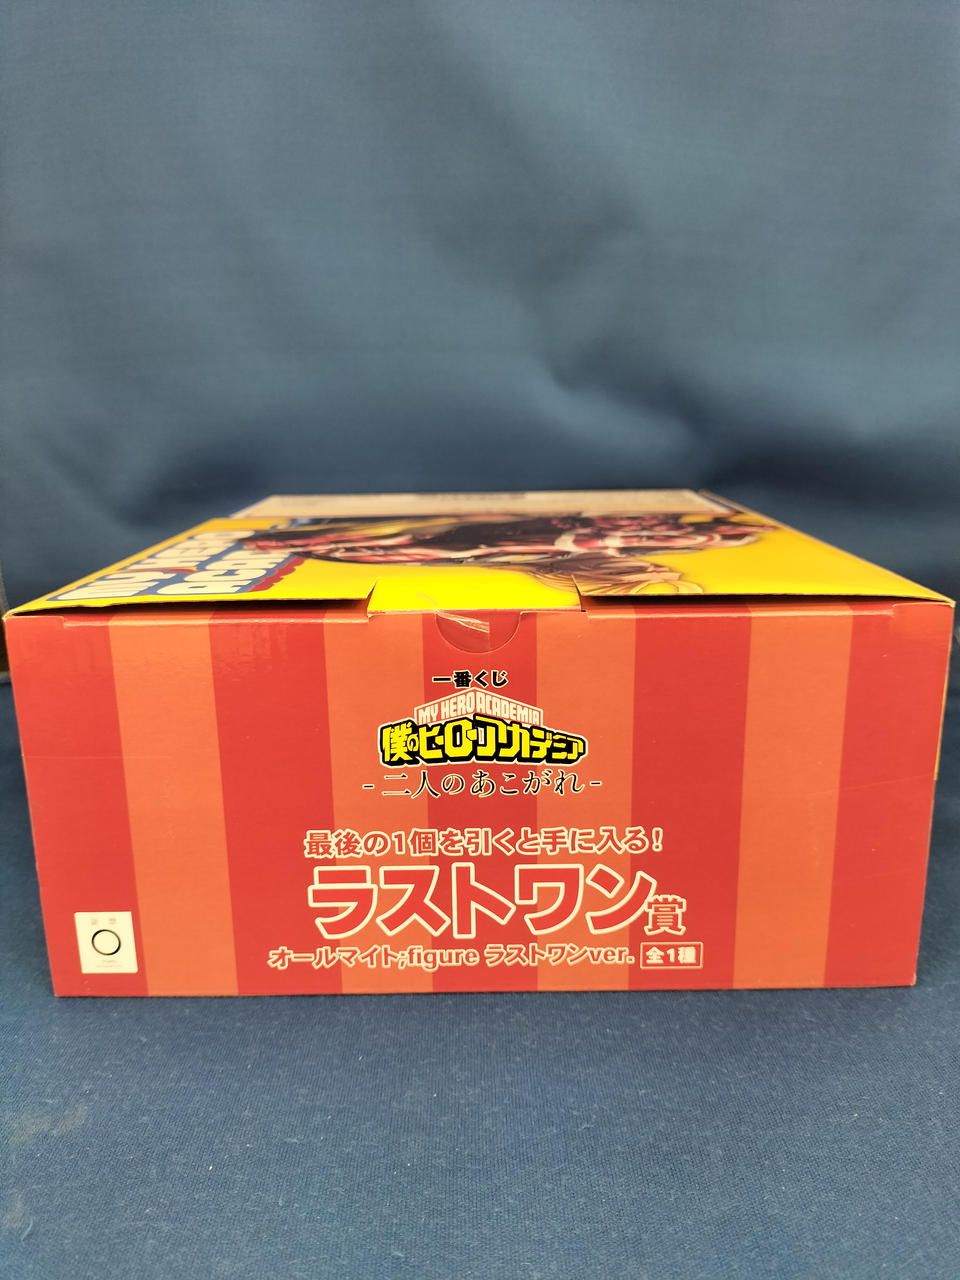 MY HERO
ACAD
一番くじ
MY HERO ACADEMIA
僕のヒーローアカデミア
-二人のあこがれ-
最後の1個を引くと手に入る!
ラストワン賞
オールマイト;figure ラストワンver. 全1種